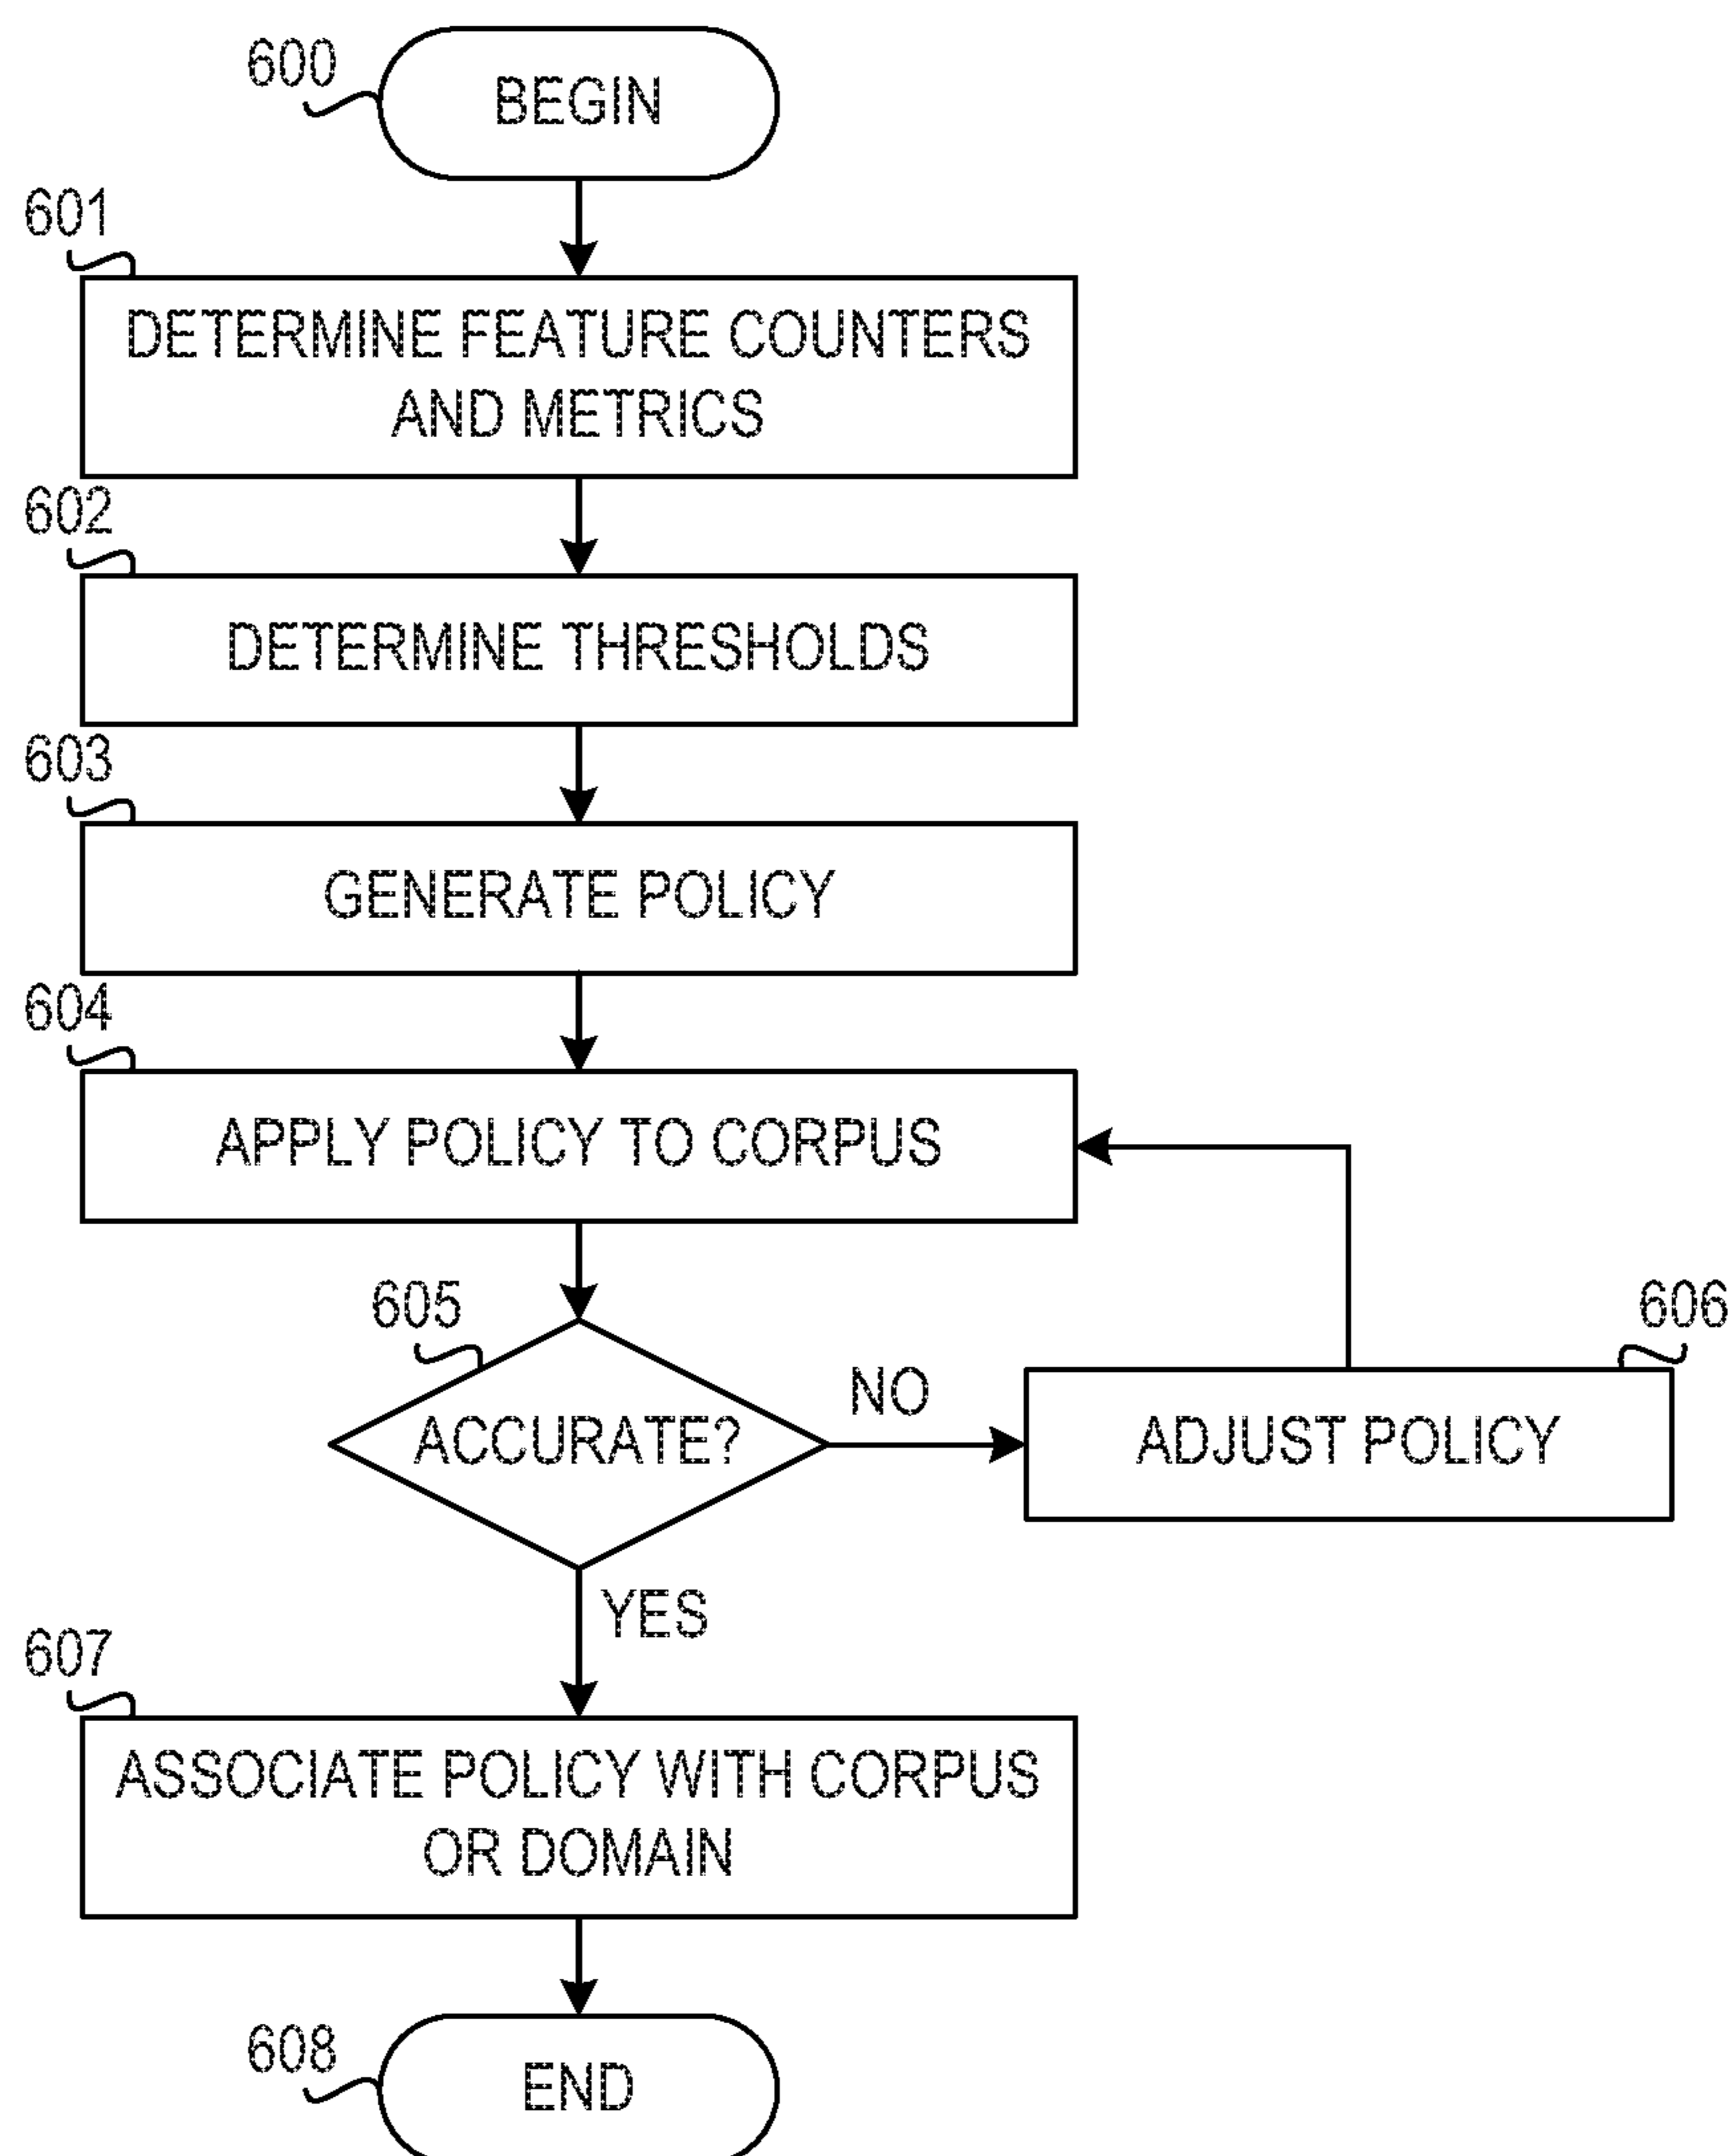 600
BEGIN
601
DETERMINE FEATURE COUNTERS
AND METRICS
602
DETERMINE THRESHOLDS
603
GENERATE POLICY
604
APPLY POLICY TO CORPUS
605
ACCURATE?
NO
606
ADJUST POLICY
YES
607
ASSOCIATE POLICY WITH CORPUS
OR DOMAIN
608
END